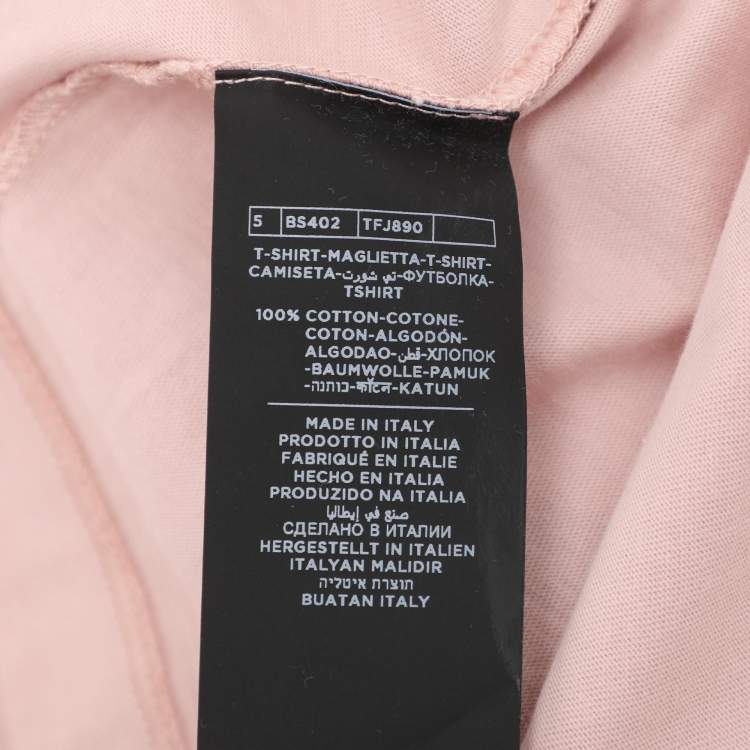 5 BS402 TFJ890
T-SHIRT-MAGLIETTA-T-SHIRT-
CAMISETA-تي شورت-ФУТБОЛКА-
TSHIRT
100% COTTON-COTONE-
COTON-ALGODÓN-
ALGODAO-قطن-ХЛОПОК
-BAUMWOLLE-PAMUK
-כותנה-कॉटन-KATUN
MADE IN ITALY
PRODOTTO IN ITALIA
FABRIQUÉ EN ITALIE
HECHO EN ITALIA
PRODUZIDO NA ITALIA
صنع في إيطاليا
СДЕЛАНО В ИТАЛИИ
HERGESTELLT IN ITALIEN
ITALYAN MALIDIR
תוצרת איטליה
BUATAN ITALY